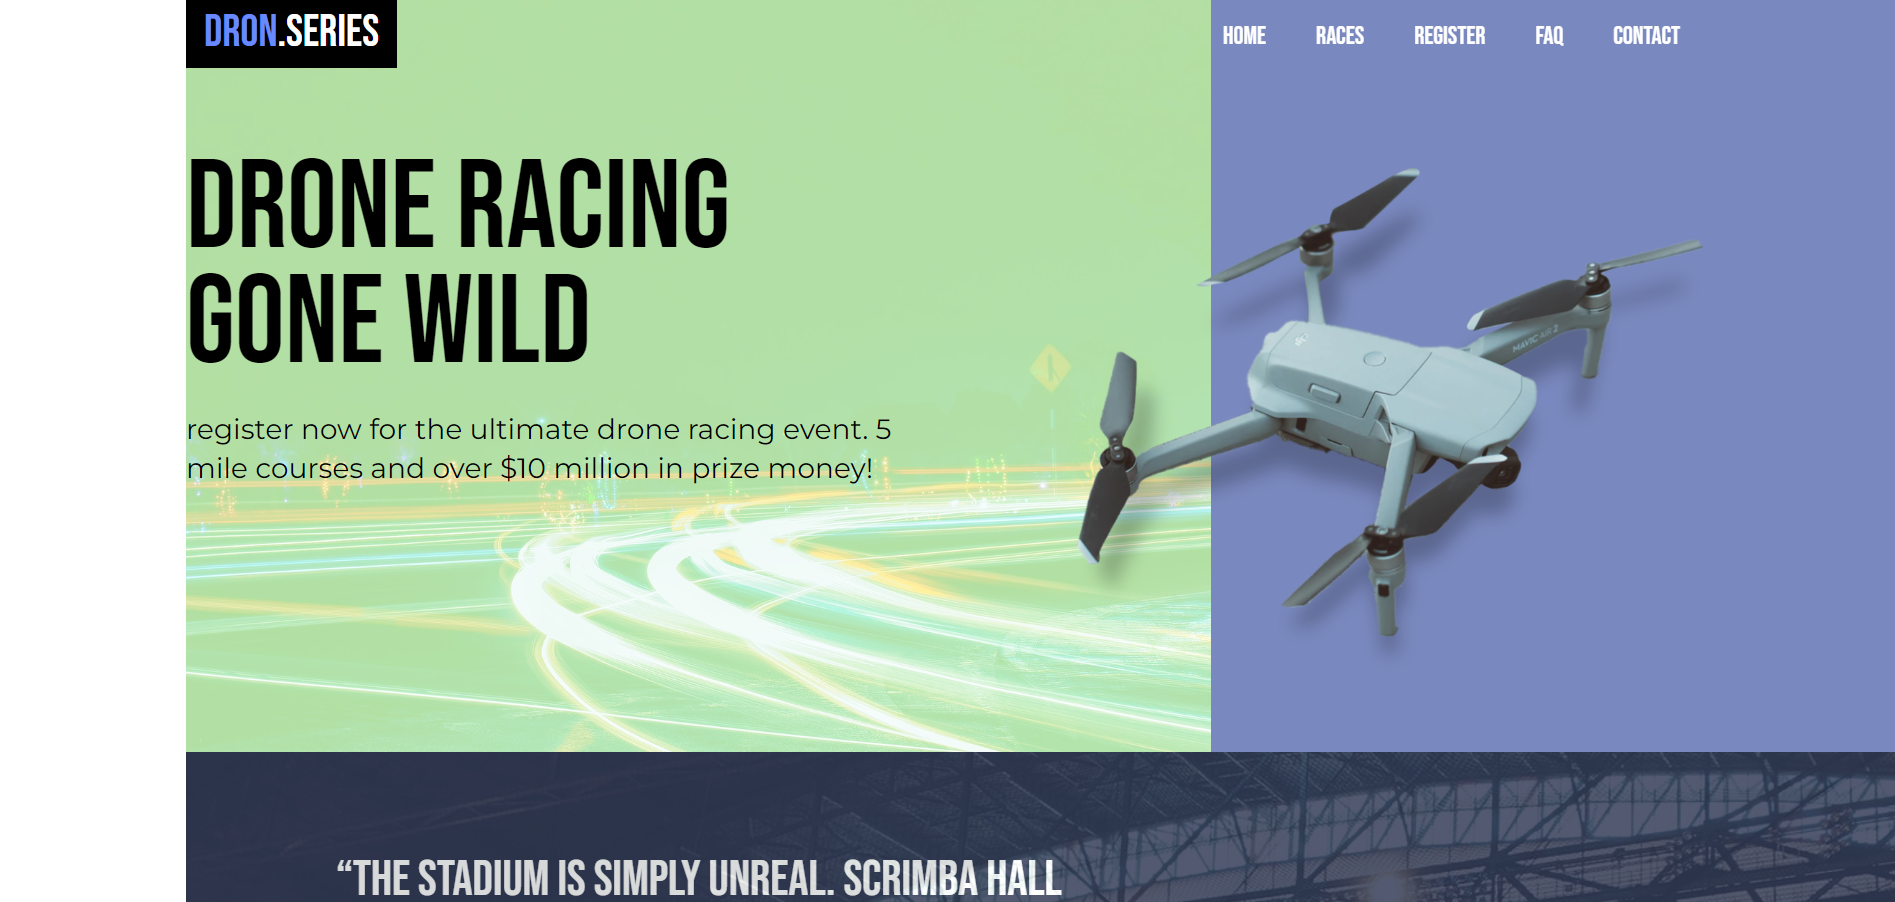 DRON.SERIES
HOME RACES REGISTER FAQ CONTACT
DRONE RACING
GONE WILD
register now for the ultimate drone racing event. 5
mile courses and over $10 million in prize money!
MAVIC AIR 2
“THE STADIUM IS SIMPLY UNREAL. SCRIMBA HALL